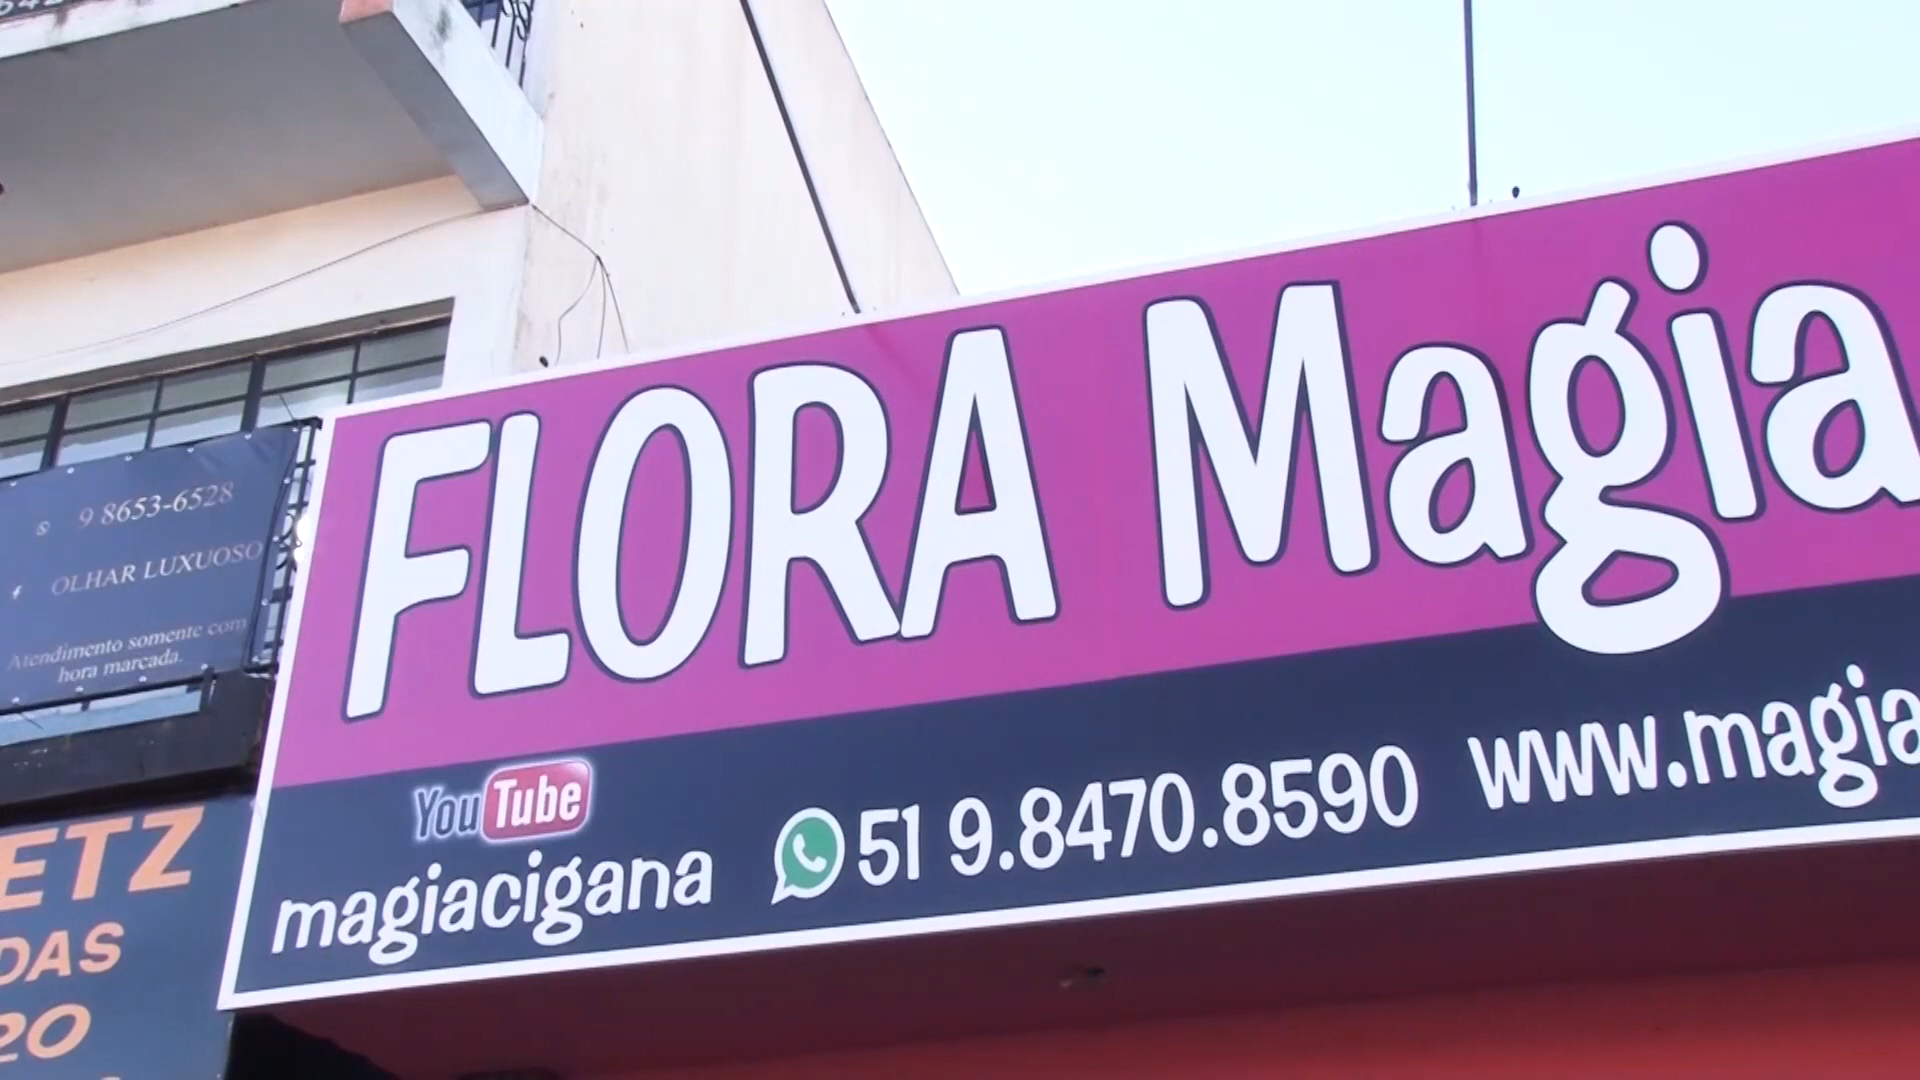 9 8653-6528
OLHAR LUXUOSO
Atendimento somente com
hora marcada.
ETZ
DAS
20
FLORA Magia
YouTube
magiacigana
51 9.8470.8590
www.magia